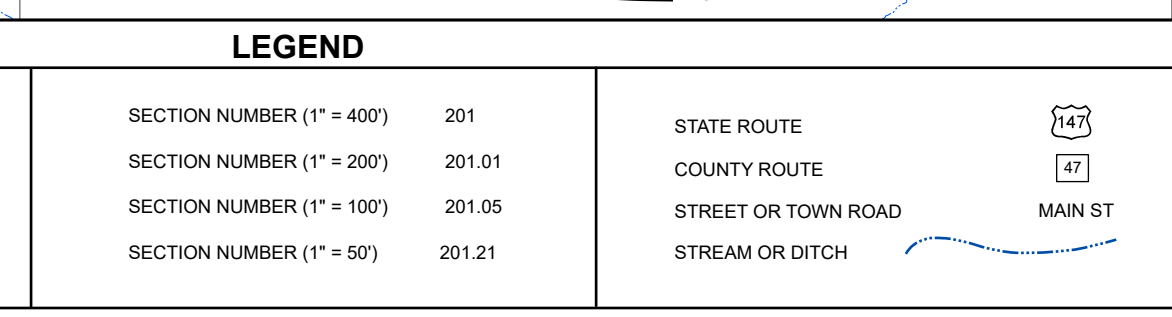 LEGEND
SECTION NUMBER (1" = 400') 201
SECTION NUMBER (1" = 200') 201.01
SECTION NUMBER (1" = 100') 201.05
SECTION NUMBER (1" = 50') 201.21
STATE ROUTE 147
COUNTY ROUTE 47
STREET OR TOWN ROAD MAIN ST
STREAM OR DITCH